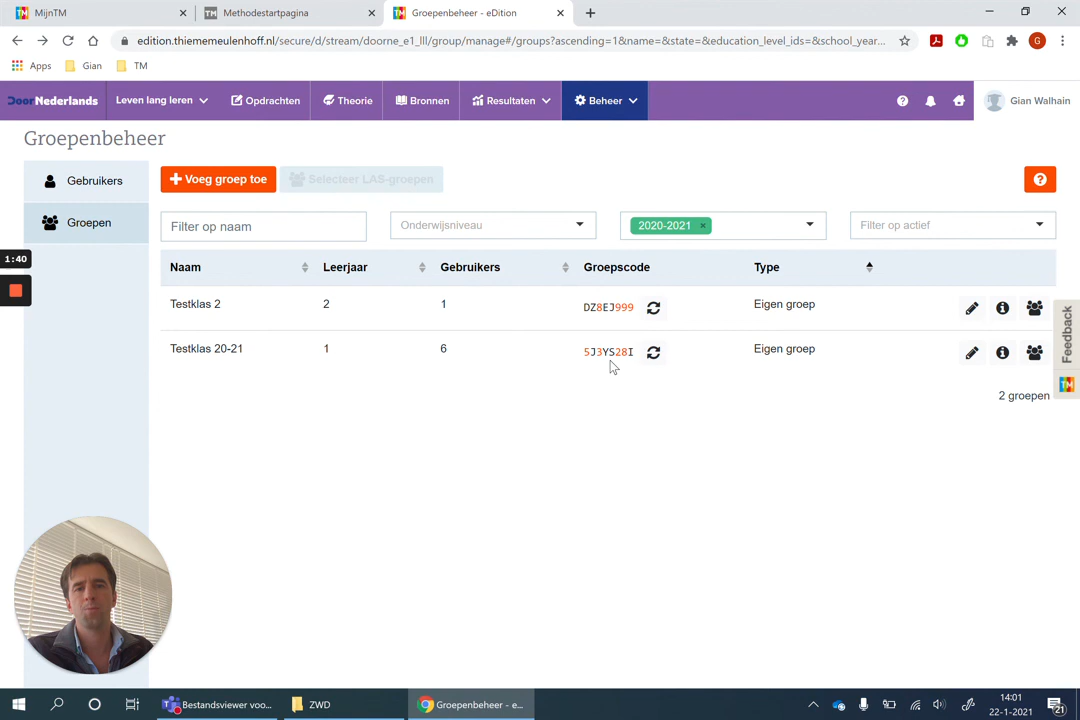 MijnTM
Methodestartpagina
Groepenbeheer - eDition
edition.thiememeulenhoff.nl/secure/d/stream/doorne_e1_lll/group/manage#/groups?ascending=1&name=&state=&education_level_ids=&school_year...
Apps
Gian
TM
DoorNederlands
Leven lang leren
Opdrachten
Theorie
Bronnen
Resultaten
Beheer
Gian Walhain
Groepenbeheer
Gebruikers
Groepen
Voeg groep toe
Selecteer LAS-groepen
Filter op naam
Onderwijsniveau
2020-2021 ×
Filter op actief
Naam Leerjaar Gebruikers Groepscode Type
Testklas 2 2 1 DZ8EJ999 Eigen groep
Testklas 20-21 1 6 5J3YS28I Eigen groep
2 groepen
1:40
Feedback
TM
Bestandsviewer voo...
ZWD
Groepenbeheer - e...
14:01
22-1-2021
21